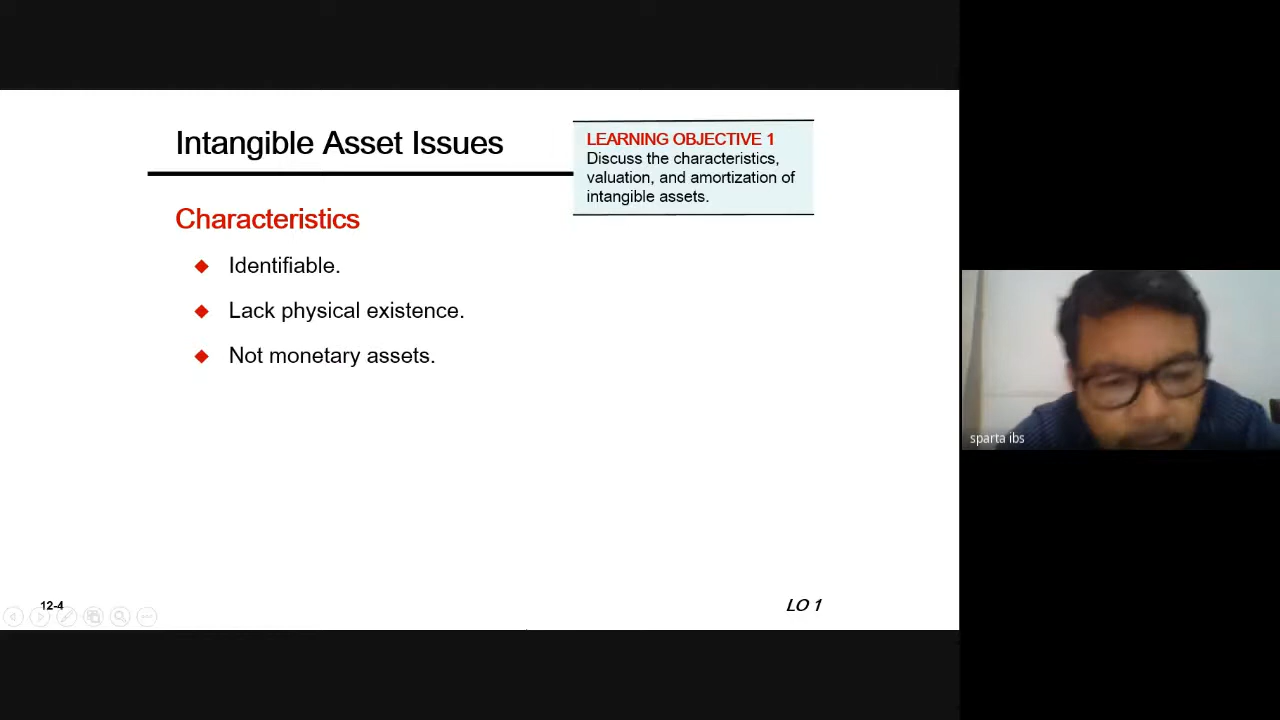 Intangible Asset Issues
LEARNING OBJECTIVE 1
Discuss the characteristics,
valuation, and amortization of
intangible assets.
Characteristics
Identifiable.
Lack physical existence.
Not monetary assets.
sparta ibs
12-4
LO 1